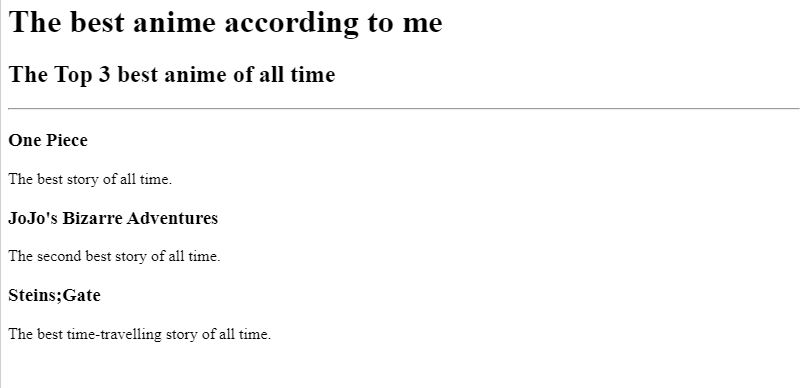 The best anime according to me
The Top 3 best anime of all time
One Piece
The best story of all time.
JoJo's Bizarre Adventures
The second best story of all time.
Steins;Gate
The best time-travelling story of all time.